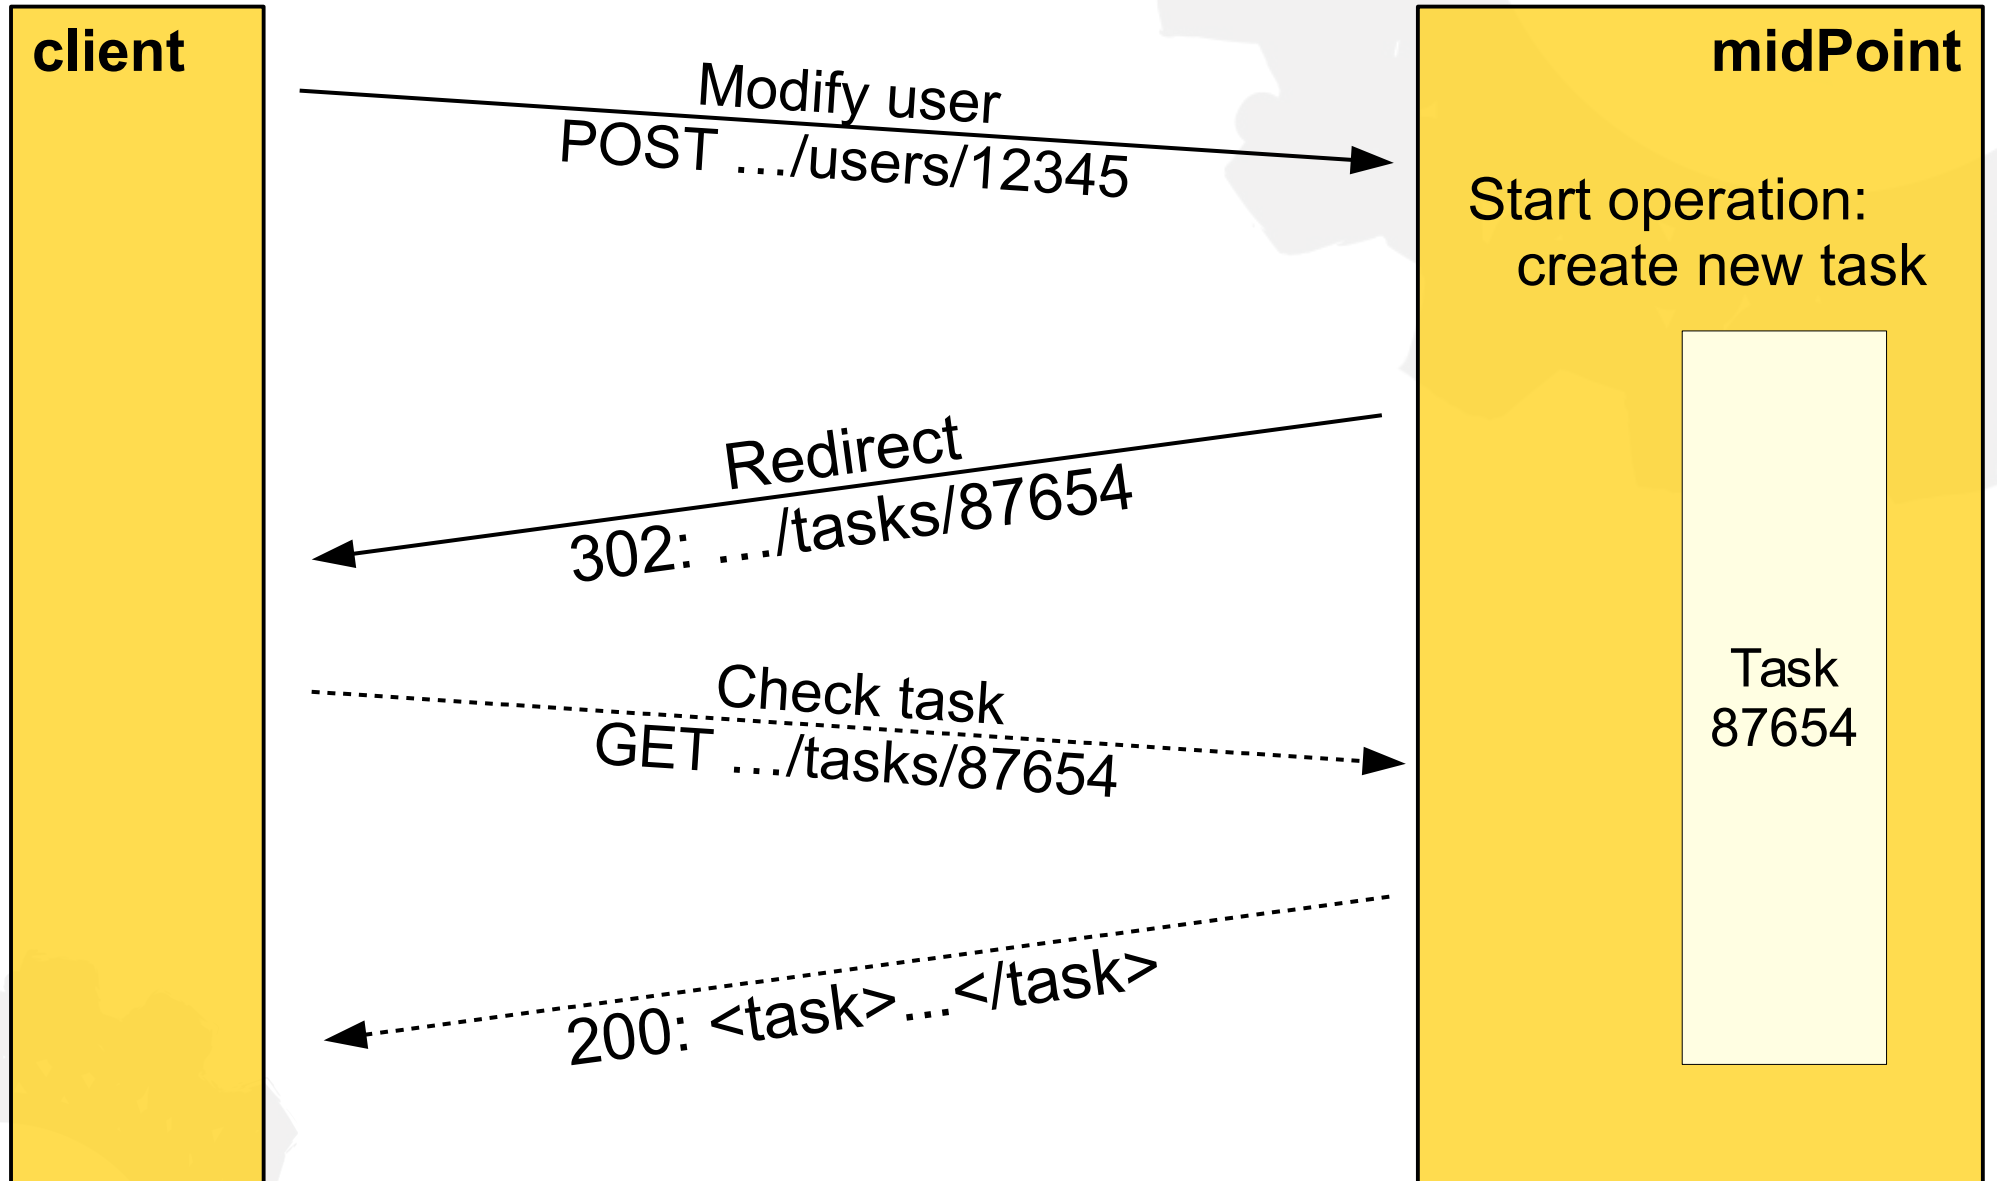 client
midPoint
Modify user
POST …/users/12345
Start operation:
create new task
Redirect
302: …/tasks/87654
Check task
GET …/tasks/87654
Task
87654
200: <task>...</task>